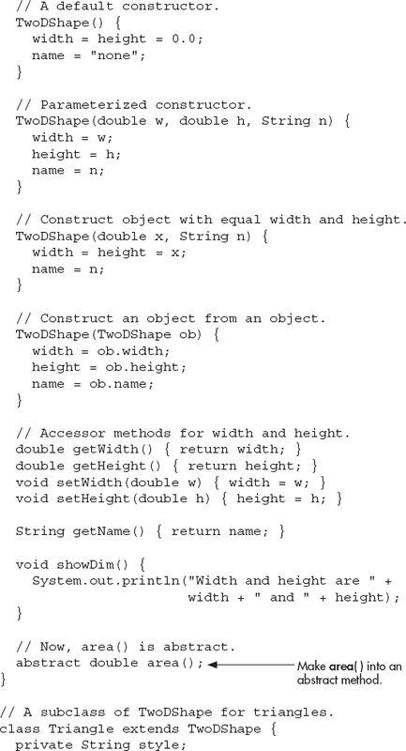 // A default constructor.
TwoDShape() {
width = height = 0.0;
name = "none";
}
// Parameterized constructor.
TwoDShape(double w, double h, String n) {
width = w;
height = h;
name = n;
}
// Construct object with equal width and height.
TwoDShape(double x, String n) {
width = height = x;
name = n;
}
// Construct an object from an object.
TwoDShape(TwoDShape ob) {
width = ob.width;
height = ob.height;
name = ob.name;
}
// Accessor methods for width and height.
double getWidth() { return width; }
double getHeight() { return height; }
void setWidth(double w) { width = w; }
void setHeight(double h) { height = h; }
String getName() { return name; }
void showDim() {
System.out.println("Width and height are " +
width + " and " + height);
}
// Now, area() is abstract.
abstract double area();
Make area( ) into an
abstract method.
}
// A subclass of TwoDShape for triangles.
class Triangle extends TwoDShape {
private String style;